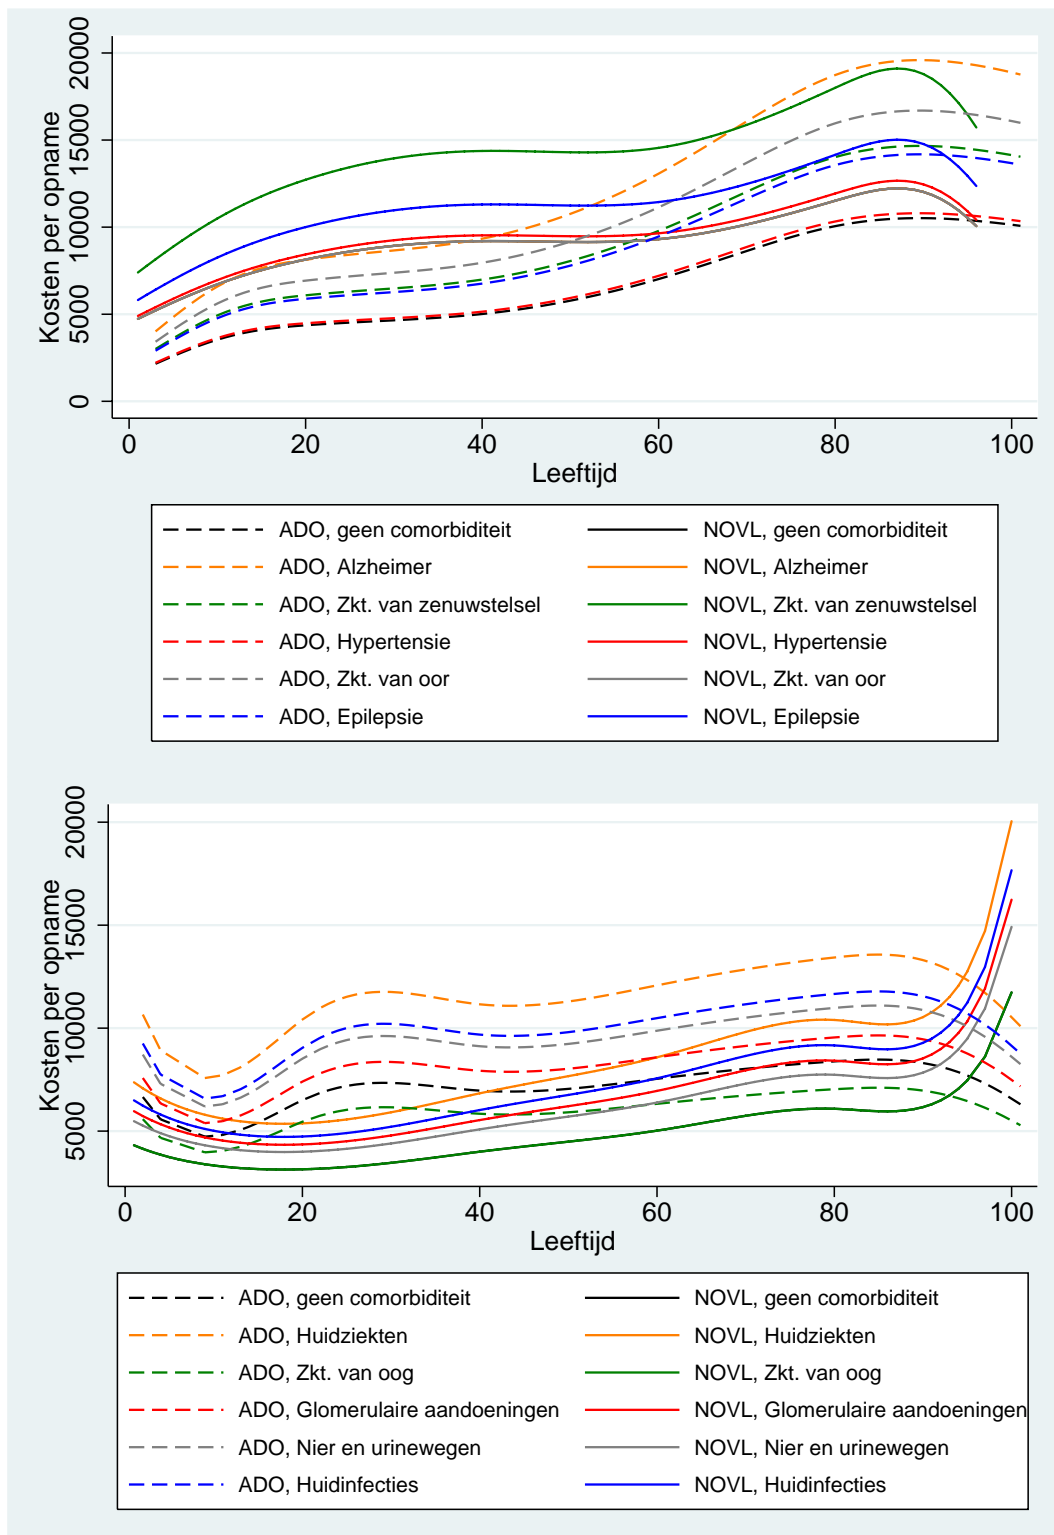 Kosten per opname
20000
15000
10000
5000
0
0 20 40 60 80 100
Leeftijd
ADO, geen comorbiditeit NOVL, geen comorbiditeit
ADO, Alzheimer NOVL, Alzheimer
ADO, Zkt. van zenuwstelsel NOVL, Zkt. van zenuwstelsel
ADO, Hypertensie NOVL, Hypertensie
ADO, Zkt. van oor NOVL, Zkt. van oor
ADO, Epilepsie NOVL, Epilepsie
Kosten per opname
20000
15000
10000
5000
0 20 40 60 80 100
Leeftijd
ADO, geen comorbiditeit NOVL, geen comorbiditeit
ADO, Huidziekten NOVL, Huidziekten
ADO, Zkt. van oog NOVL, Zkt. van oog
ADO, Glomerulaire aandoeningen NOVL, Glomerulaire aandoeningen
ADO, Nier en urinewegen NOVL, Nier en urinewegen
ADO, Huidinfecties NOVL, Huidinfecties